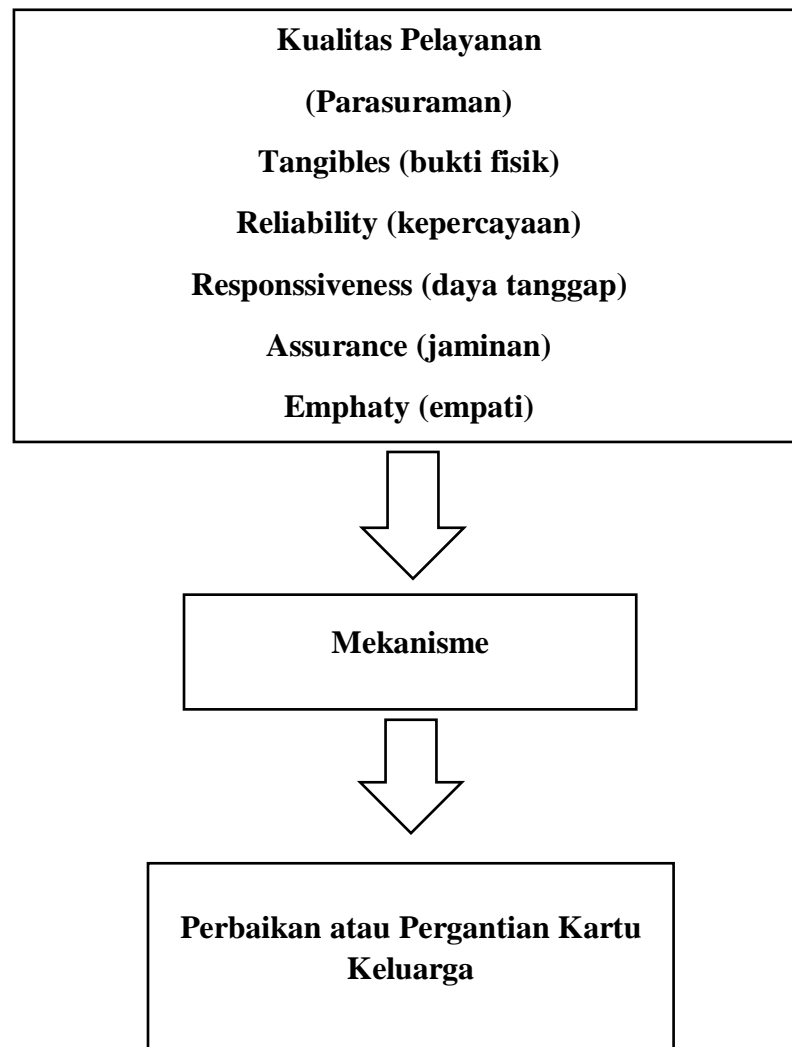 Kualitas Pelayanan
(Parasuraman)
Tangibles (bukti fisik)
Reliability (kepercayaan)
Responssiveness (daya tanggap)
Assurance (jaminan)
Emphaty (empati)
Mekanisme
Perbaikan atau Pergantian Kartu
Keluarga